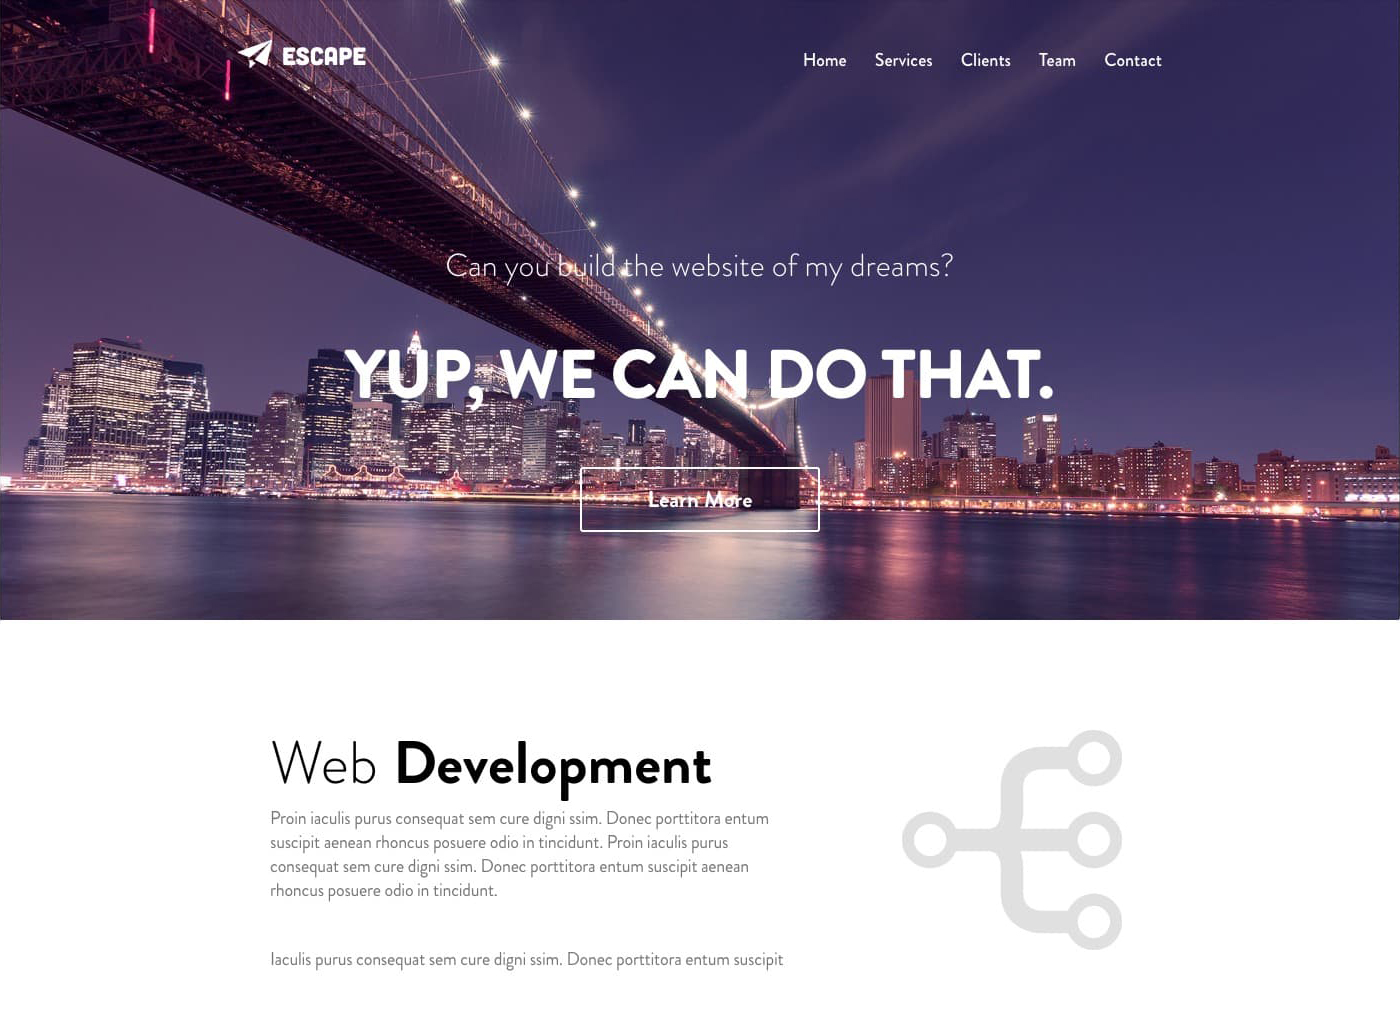 ESCAPE
Home Services Clients Team Contact
Can you build the website of my dreams?
YUP, WE CAN DO THAT.
Learn More
Web Development
Proin iaculis purus consequat sem cure digni ssim. Donec porttitora entum
suscipit aenean rhoncus posuere odio in tincidunt. Proin iaculis purus
consequat sem cure digni ssim. Donec porttitora entum suscipit aenean
rhoncus posuere odio in tincidunt.
Iaculis purus consequat sem cure digni ssim. Donec porttitora entum suscipit